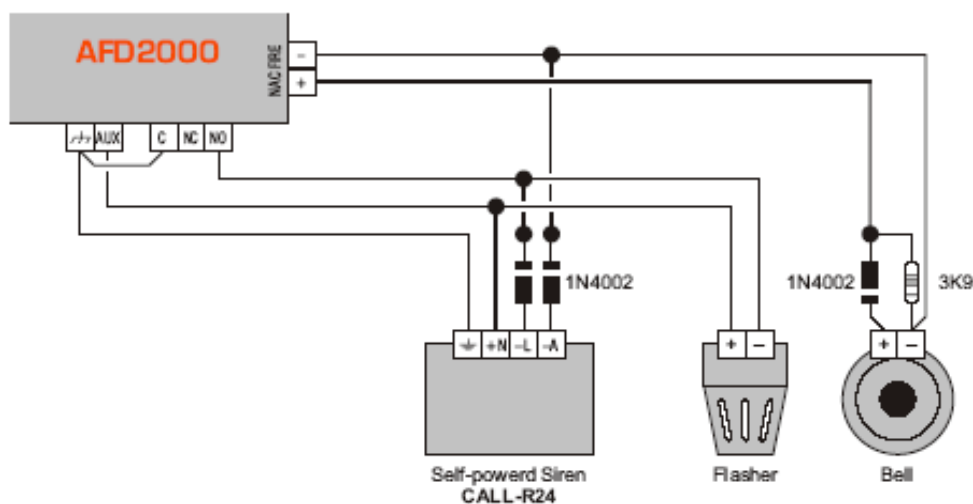 AFD2000
NAC FIRE
-
+
AUX
C
NC
NO
1N4002
1N4002
3K9
+N
-L
-A
+
-
+
-
Self-powerd Siren
CALL-R24
Flasher
Bell